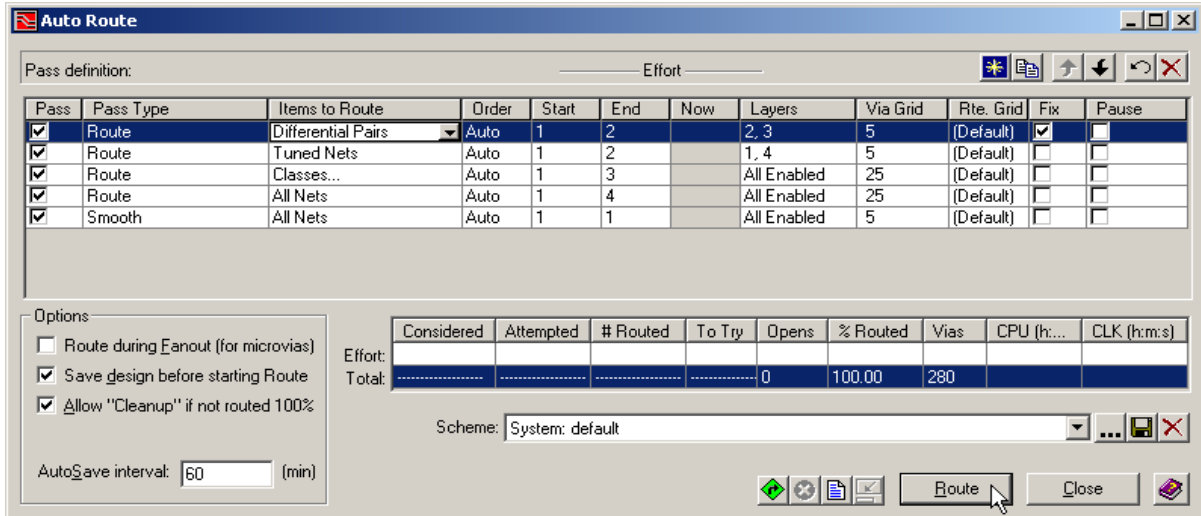 Auto Route
Pass definition: Effort
Pass Pass Type Items to Route Order Start End Now Layers Via Grid Rte. Grid Fix Pause
Route Differential Pairs Auto 1 2 2, 3 5 (Default)
Route Tuned Nets Auto 1 2 1, 4 5 (Default)
Route Classes... Auto 1 3 All Enabled 25 (Default)
Route All Nets Auto 1 4 All Enabled 25 (Default)
Smooth All Nets Auto 1 1 All Enabled 5 (Default)
Options
Route during Fanout (for microvias)
Save design before starting Route
Allow "Cleanup" if not routed 100%
AutoSave interval: 60 (min)
Considered Attempted # Routed To Try Opens % Routed Vias CPU (h:... CLK (h:m:s)
Effort:
Total: ------------------ ------------------ ------------------ ------------- 0 100.00 280
Scheme: System: default ...
Route Close